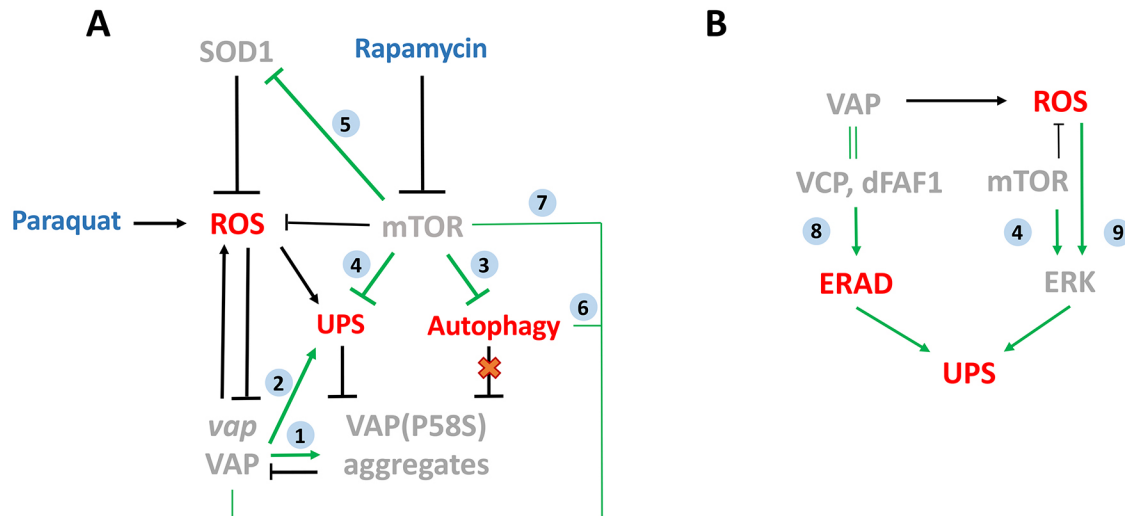 A
B
SOD1
Rapamycin
5
VAP
ROS
VCP, dFAF1
mTOR
Paraquat
ROS
mTOR
7
8
4
9
4
3
ERAD
ERK
UPS
Autophagy
6
UPS
2
vap
VAP(P58S)
1
VAP
aggregates